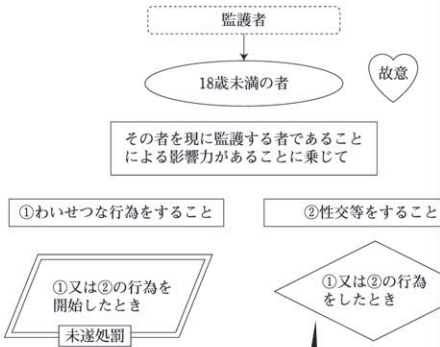 監護者
18歳未満の者
故意
その者を現に監護する者であること
による影響力があることに乗じて
①わいせつな行為をすること
②性交等をすること
①又は②の行為を
開始したとき
未遂処罰
①又は②の行為
をしたとき